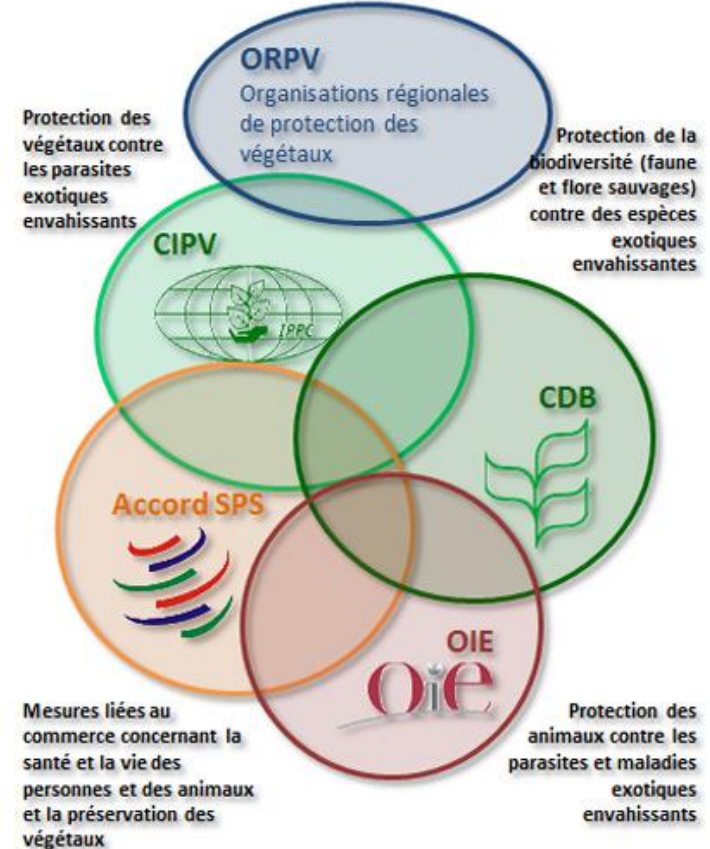 ORPV
Organisations régionales
de protection des
végétaux
Protection des
végétaux contre
les parasites
exotiques
envahissants
Protection de la
biodiversité (faune
et flore sauvages)
contre des espèces
exotiques
envahissantes
CIPV
IPPC
CDB
Accord SPS
OIE
Oie
Mesures liées au
commerce concernant la
santé et la vie des
personnes et des animaux
et la préservation des
végétaux
Protection des
animaux contre les
parasites et maladies
exotiques
envahissants